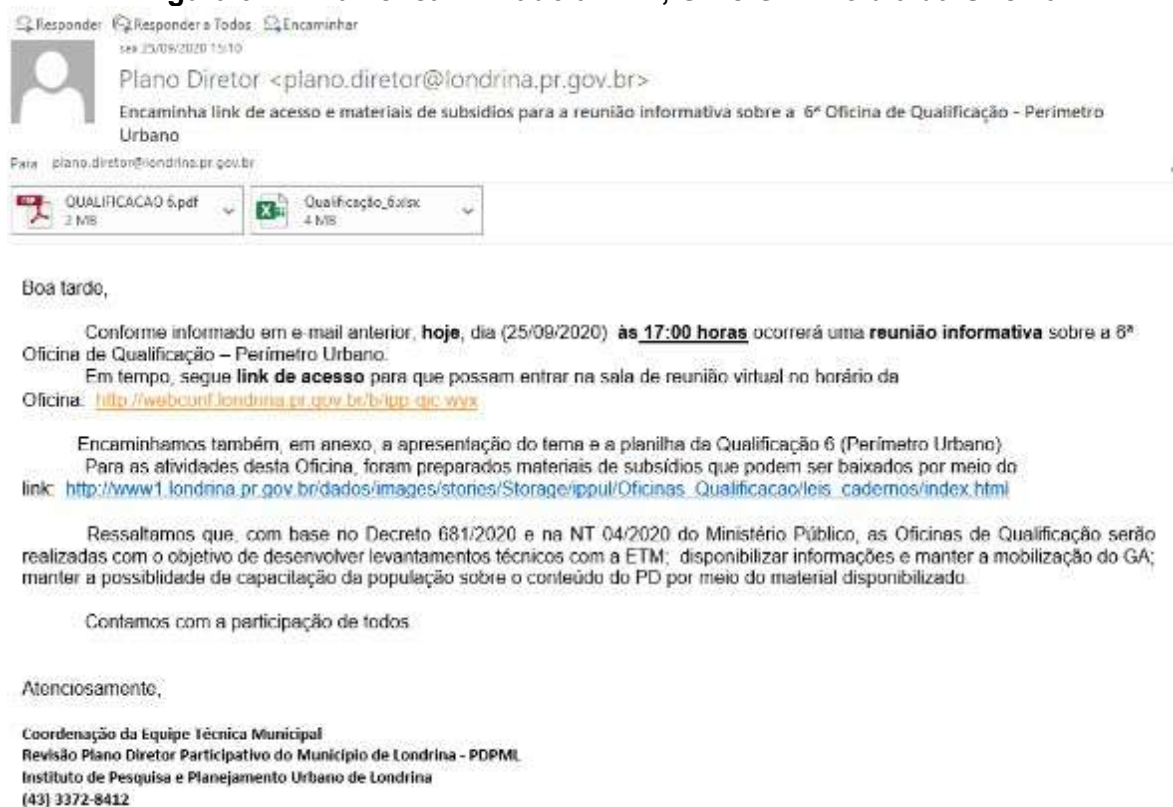 Responder Responder a Todos Encaminhar
sex 25/09/2020 15:10
Plano Diretor <plano.diretor@londrina.pr.gov.br>
Encaminha link de acesso e materiais de subsídios para a reunião informativa sobre a 6ª Oficina de Qualificação - Perímetro
Urbano
Para plano.diretor@londrina.pr.gov.br
QUALIFICACAO 6.pdf
2 MB
Qualificação_6.xlsx
4 MB
Boa tarde,
Conforme informado em e-mail anterior, hoje, dia (25/09/2020) às 17:00 horas ocorrerá uma reunião informativa sobre a 6ª
Oficina de Qualificação – Perímetro Urbano.
Em tempo, segue link de acesso para que possam entrar na sala de reunião virtual no horário da
Oficina: http://webconf.londrina.pr.gov.br/b/ipp-qjc-wyx
Encaminhamos também, em anexo, a apresentação do tema e a planilha da Qualificação 6 (Perímetro Urbano)
Para as atividades desta Oficina, foram preparados materiais de subsídios que podem ser baixados por meio do
link: http://www1.londrina.pr.gov.br/dados/images/stories/Storage/ippul/Oficinas_Qualificacao/leis_cadernos/index.html
Ressaltamos que, com base no Decreto 681/2020 e na NT 04/2020 do Ministério Público, as Oficinas de Qualificação serão
realizadas com o objetivo de desenvolver levantamentos técnicos com a ETM; disponibilizar informações e manter a mobilização do GA;
manter a possiblidade de capacitação da população sobre o conteúdo do PD por meio do material disponibilizado.
Contamos com a participação de todos.
Atenciosamente,
Coordenação da Equipe Técnica Municipal
Revisão Plano Diretor Participativo do Município de Londrina - PDPML
Instituto de Pesquisa e Planejamento Urbano de Londrina
(43) 3372-8412